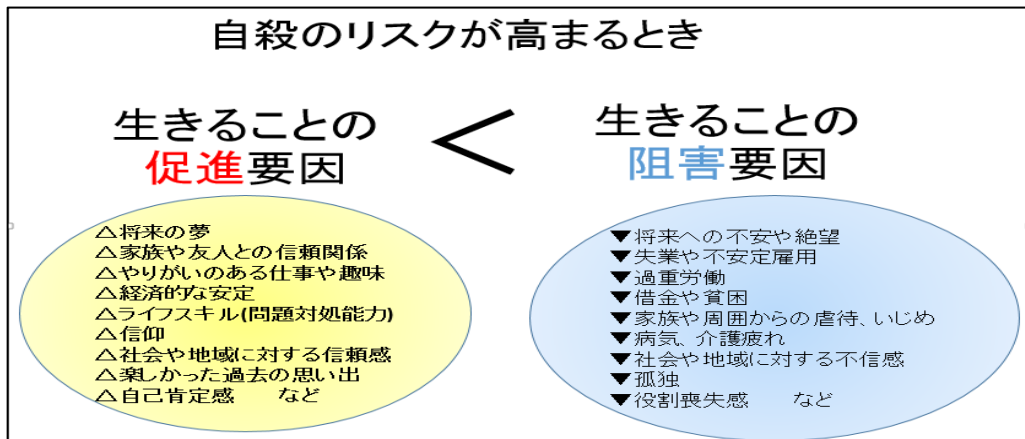 自殺のリスクが高まるとき
生きることの
促進要因
<
生きることの
阻害要因
△将来の夢
△家族や友人との信頼関係
△やりがいのある仕事や趣味
△経済的な安定
△ライフスキル(問題対処能力)
△信仰
△社会や地域に対する信頼感
△楽しかった過去の思い出
△自己肯定感　　など
▼将来への不安や絶望
▼失業や不安定雇用
▼過重労働
▼借金や貧困
▼家族や周囲からの虐待、いじめ
▼病気、介護疲れ
▼社会や地域に対する不信感
▼孤独
▼役割喪失感　　など